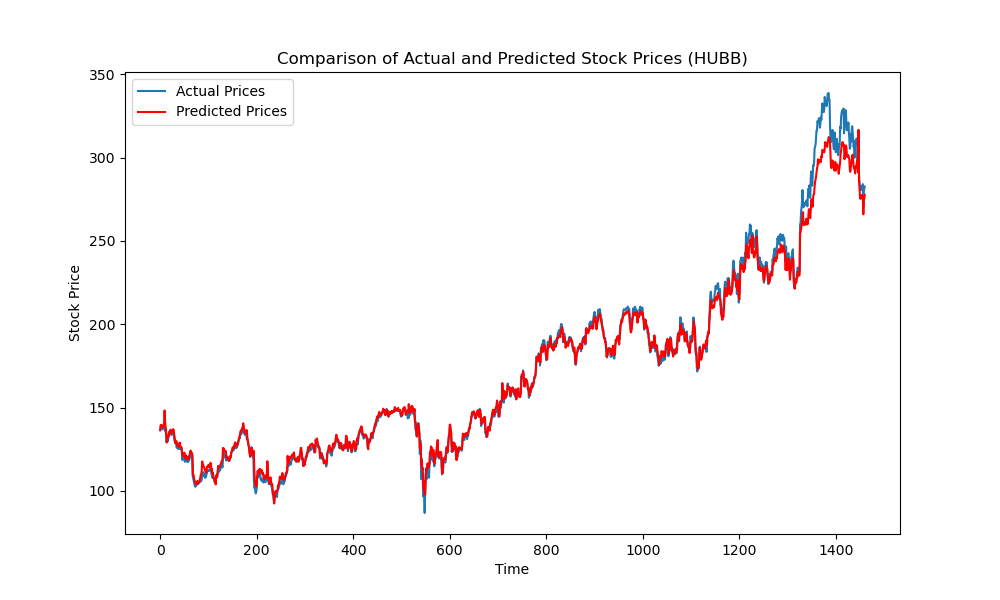 Comparison of Actual and Predicted Stock Prices (HUBB)
Actual Prices
Predicted Prices
Stock Price
350
300
250
200
150
100
0 200 400 600 800 1000 1200 1400
Time